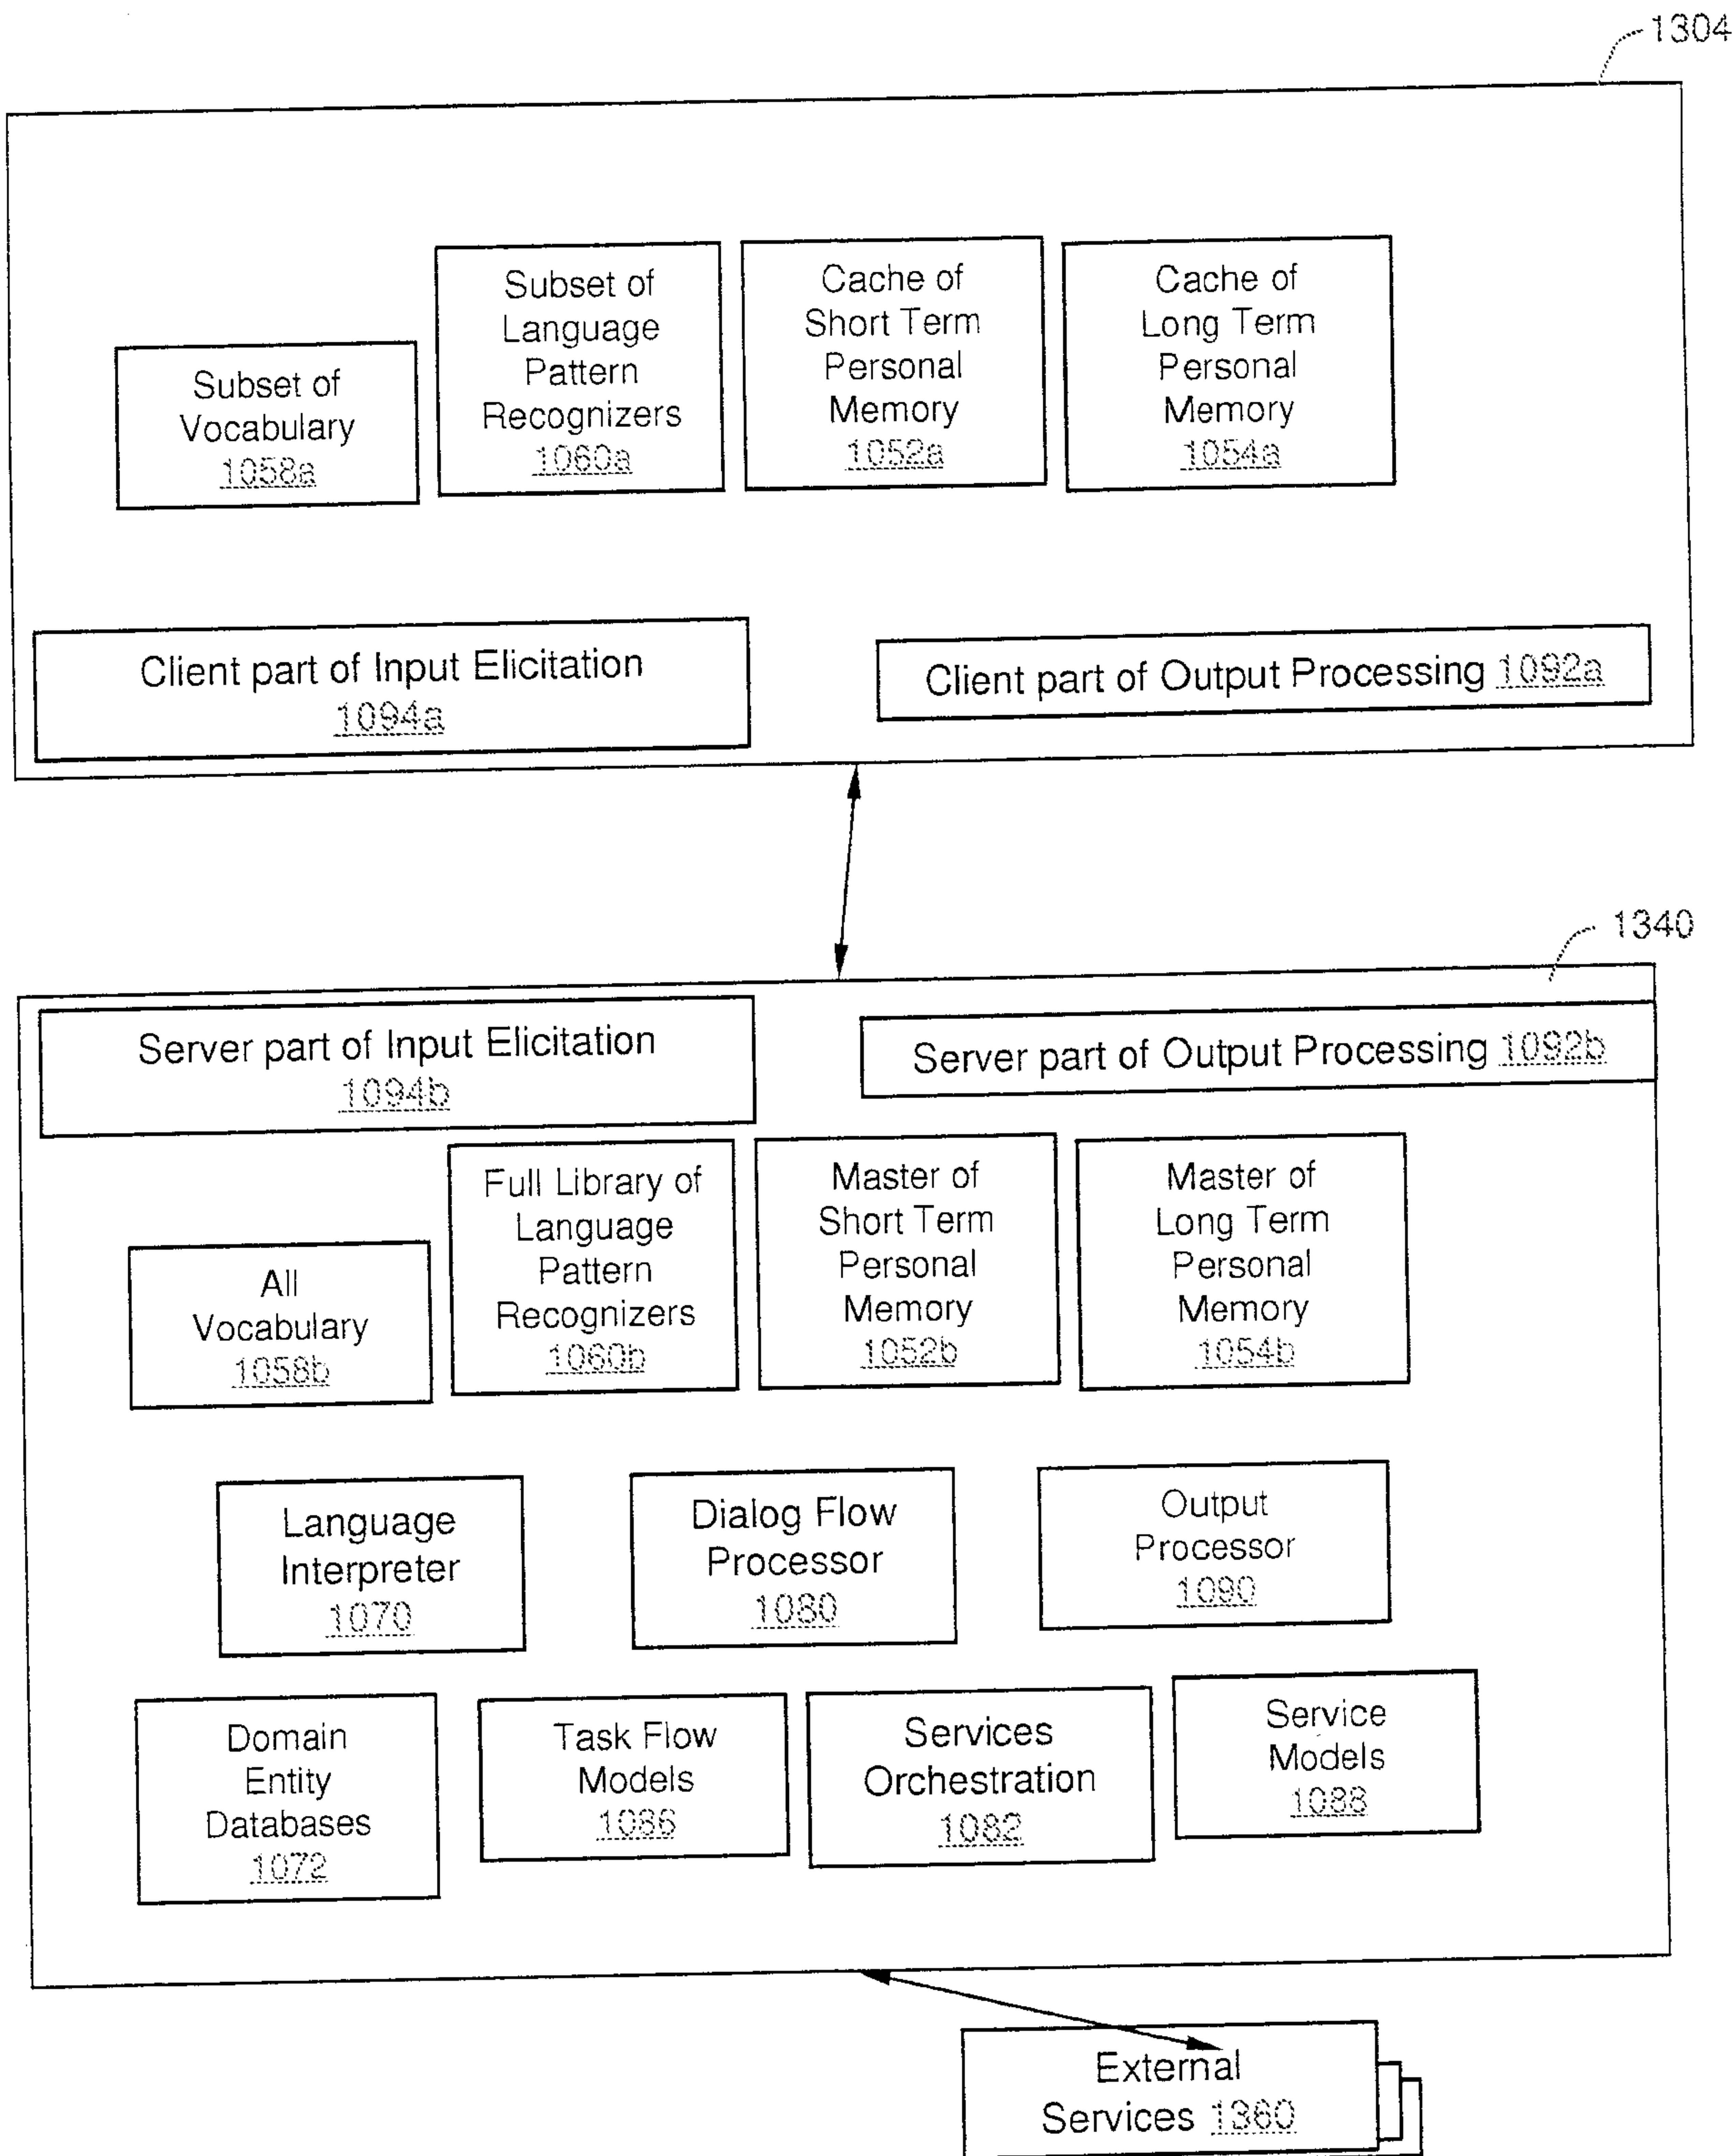 1304
Subset of
Vocabulary
1058a
Subset of
Language
Pattern
Recognizers
1060a
Cache of
Short Term
Personal
Memory
1052a
Cache of
Long Term
Personal
Memory
1054a
Client part of Input Elicitation
1094a
Client part of Output Processing 1092a
1340
Server part of Input Elicitation
1094b
Server part of Output Processing 1092b
All
Vocabulary
1058b
Full Library of
Language
Pattern
Recognizers
1060b
Master of
Short Term
Personal
Memory
1052b
Master of
Long Term
Personal
Memory
1054b
Language
Interpreter
1070
Dialog Flow
Processor
1080
Output
Processor
1090
Domain
Entity
Databases
1072
Task Flow
Models
1086
Services
Orchestration
1082
Service
Models
1088
External
Services 1360